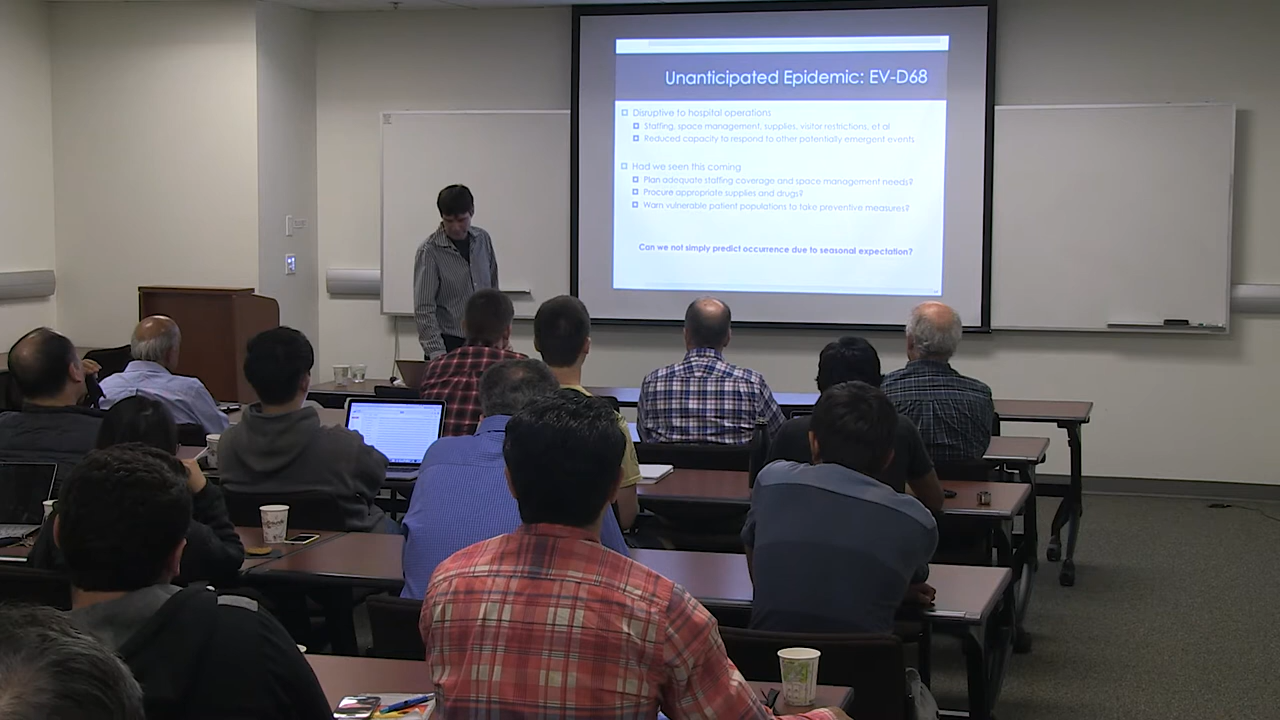 Unanticipated Epidemic: EV-D68
Disruptive to hospital operations
Staffing, space management, supplies, visitor restrictions, et al
Reduced capacity to respond to other potentially emergent events
Had we seen this coming
Plan adequate staffing coverage and space management needs?
Procure appropriate supplies and drugs?
Warn vulnerable patient populations to take preventive measures?
Can we not simply predict occurrence due to seasonal expectation?